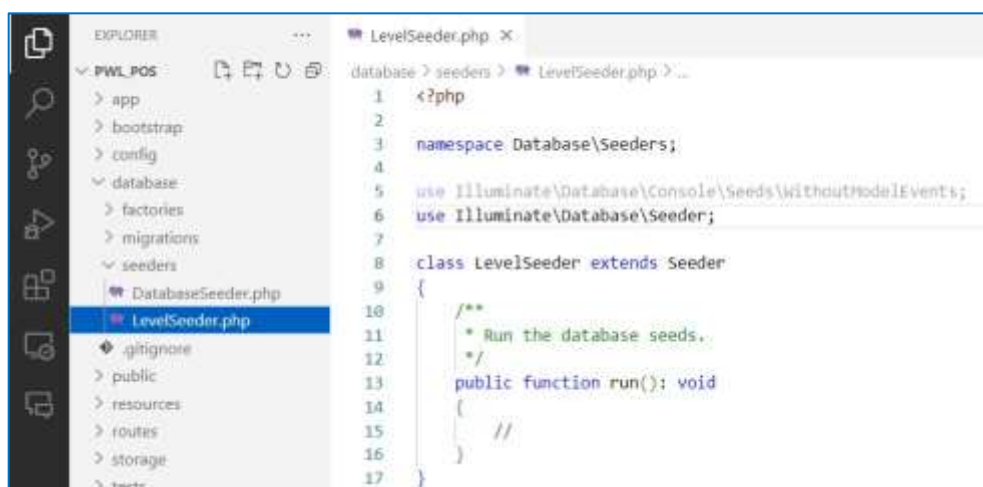 EXPLORER ...
PWL_POS
> app
> bootstrap
> config
database
> factories
> migrations
seeders
DatabaseSeeder.php
LevelSeeder.php
.gitignore
> public
> resources
> routes
> storage
> tests
LevelSeeder.php ×
database > seeders > LevelSeeder.php > ...
1 <?php
2
3 namespace Database\Seeders;
4
5 use Illuminate\Database\Console\Seeds\WithoutModelEvents;
6 use Illuminate\Database\Seeder;
7
8 class LevelSeeder extends Seeder
9 {
10 /**
11 * Run the database seeds.
12 */
13 public function run(): void
14 {
15 //
16 }
17 }